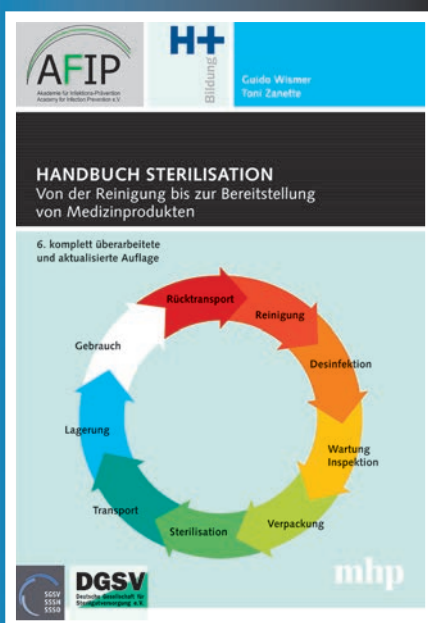 AFIP
Akademie für Infektions-Prävention
Academy for Infection Prevention e.V.
H+
Bildung
Guido Wismer
Toni Zanette
HANDBUCH STERILISATION
Von der Reinigung bis zur Bereitstellung
von Medizinprodukten
6. komplett überarbeitete
und aktualisierte Auflage
Rücktransport
Reinigung
Desinfektion
Wartung
Inspektion
Verpackung
Sterilisation
Transport
Lagerung
Gebrauch
mhp
SGSV
SSSH
SSSO
DGSV
Deutsche Gesellschaft für
Sterilgutversorgung e.V.